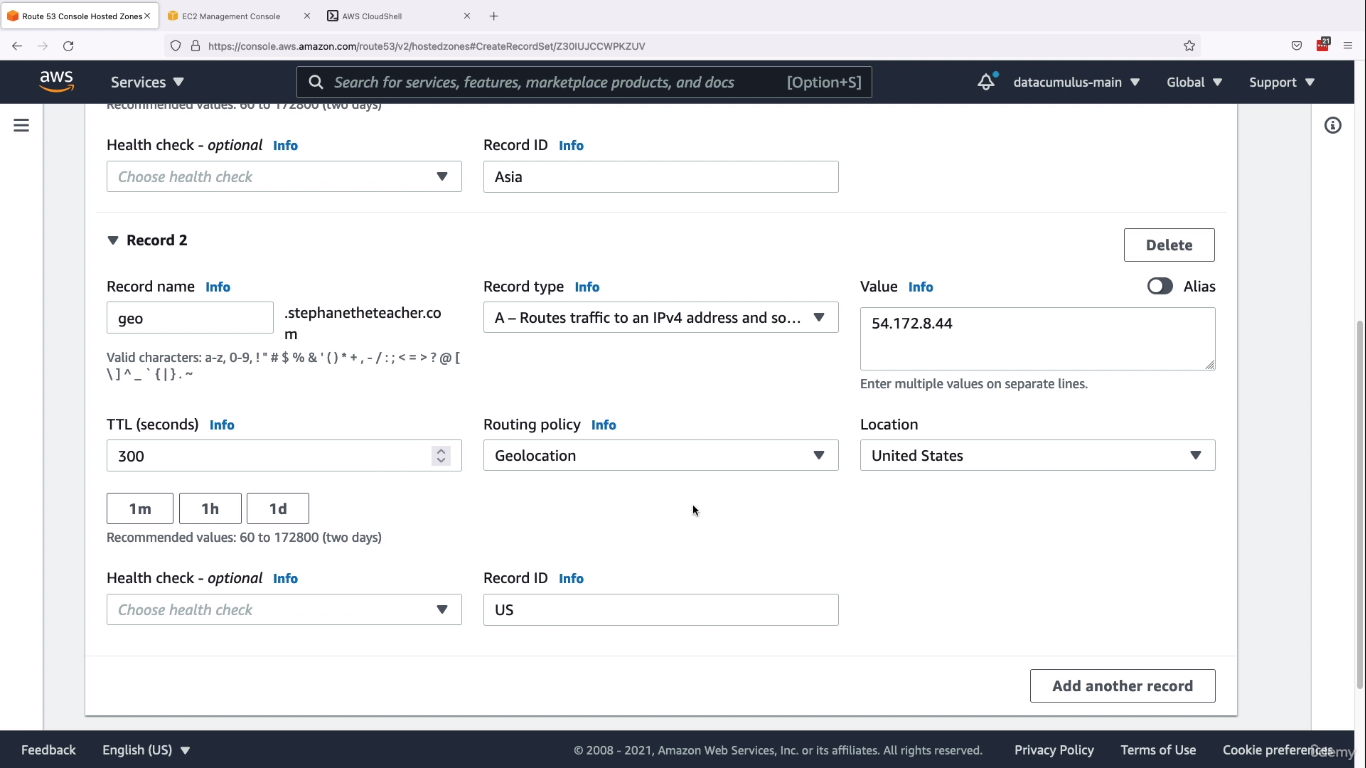 Route 53 Console Hosted Zones
EC2 Management Console
AWS CloudShell
https://console.aws.amazon.com/route53/v2/hostedzones#CreateRecordSet/Z30IUJCCWPKZUV
21
aws
Services
Search for services, features, marketplace products, and docs [Option+S]
datacumulus-main
Global
Support
Recommended values: 60 to 172800 (two days)
Health check - optional Info
Record ID Info
Choose health check
Asia
Record 2
Delete
Record name Info
Record type Info
Value Info
Alias
geo
.stephanetheteacher.co
m
A – Routes traffic to an IPv4 address and so...
54.172.8.44
Valid characters: a-z, 0-9, ! " # $ % & ' ( ) * + , - / : ; < = > ? @ [
\ ] ^ _ ` { | } . ~
Enter multiple values on separate lines.
TTL (seconds) Info
Routing policy Info
Location
300
Geolocation
United States
1m
1h
1d
Recommended values: 60 to 172800 (two days)
Health check - optional Info
Record ID Info
Choose health check
US
Add another record
Feedback
English (US)
© 2008 - 2021, Amazon Web Services, Inc. or its affiliates. All rights reserved.
Privacy Policy
Terms of Use
Cookie preferences
Udemy